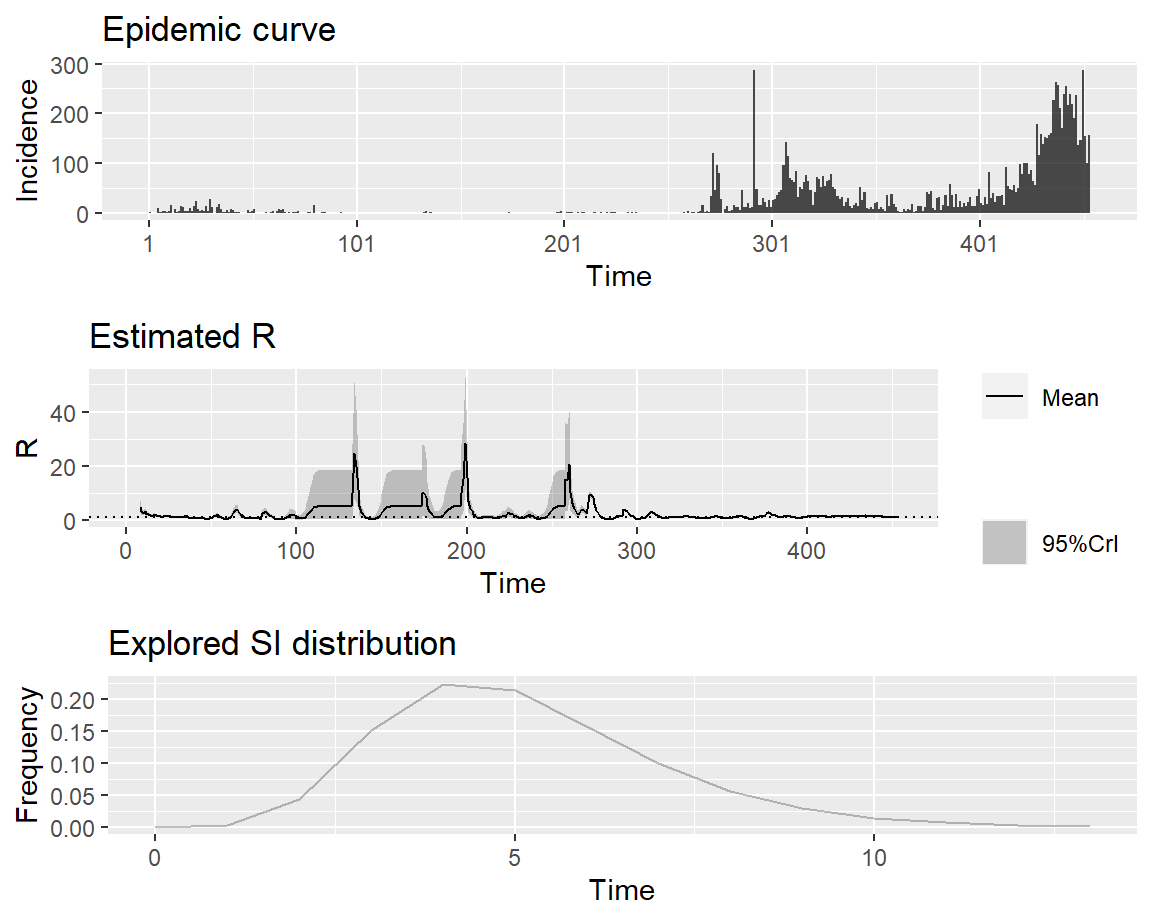 Epidemic curve
300
200
100
0
Incidence
1
101
201
301
401
Time
Estimated R
40
20
0
R
0
100
200
300
400
Time
Mean
95%CrI
Explored SI distribution
0.20
0.15
0.10
0.05
0.00
Frequency
0
5
10
Time